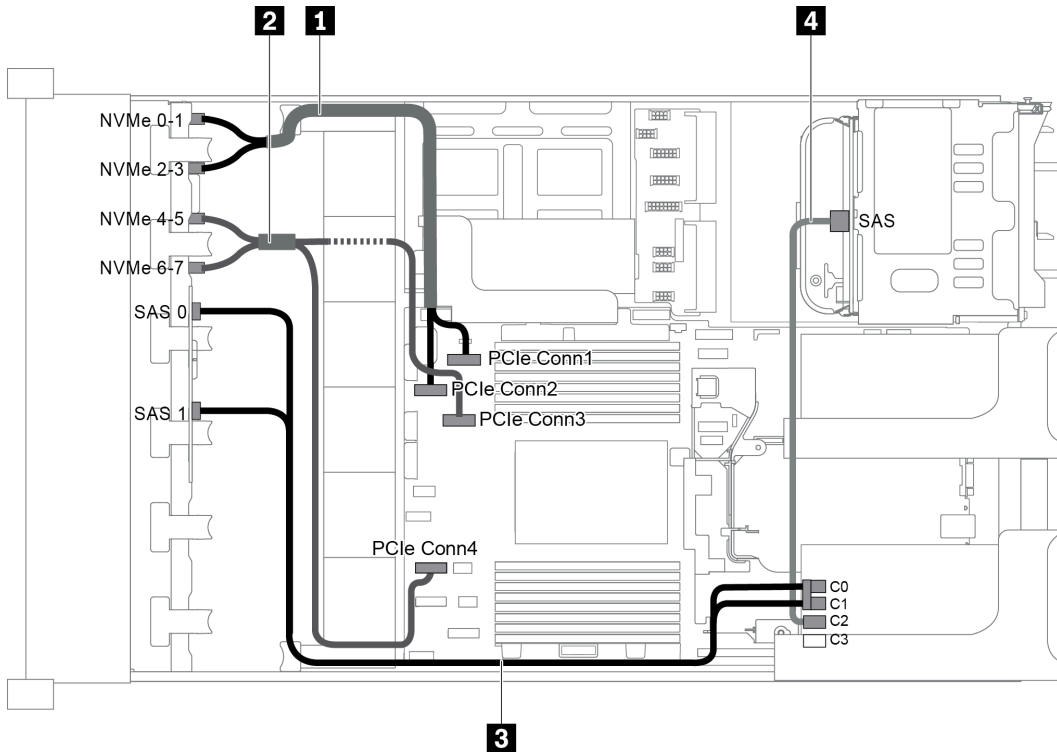 2
1
4
NVMe 0-1
NVMe 2-3
NVMe 4-5
SAS
NVMe 6-7
SAS 0
PCIe Conn1
PCIe Conn2
SAS 1
PCIe Conn3
PCIe Conn4
C0
C1
C2
C3
3